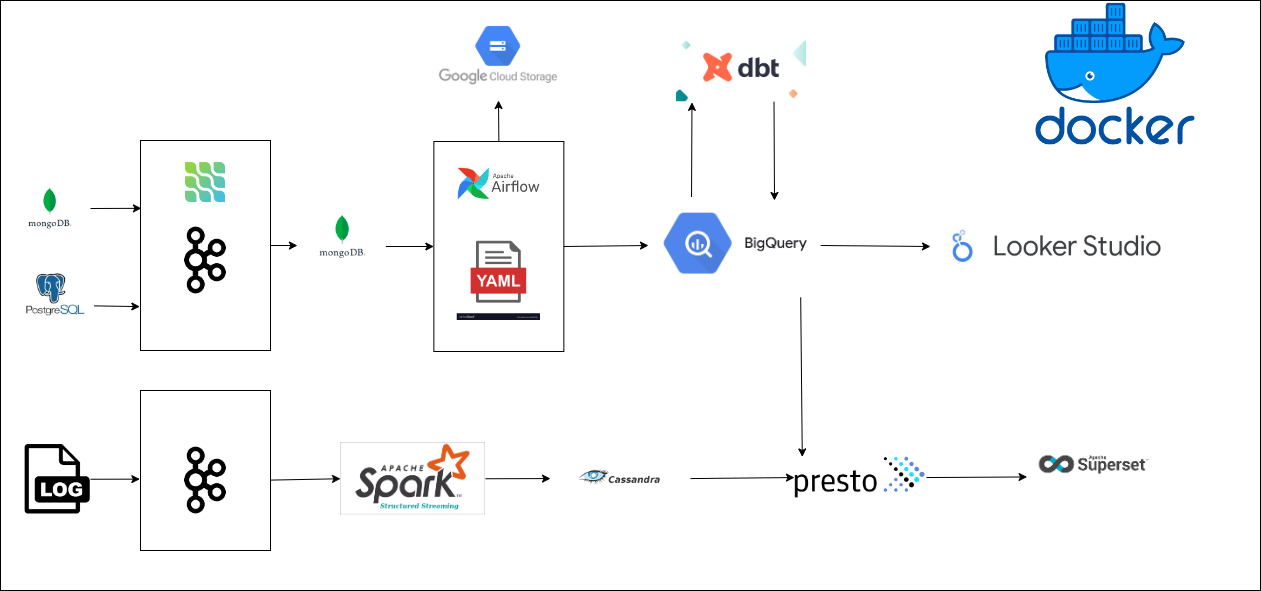 Google Cloud Storage
dbt
docker
mongoDB.
Apache
Airflow
mongoDB.
BigQuery
Looker Studio
YAML
PostgreSQL
LOG
APACHE
Spark
Structured Streaming
Cassandra
presto
Apache
Superset